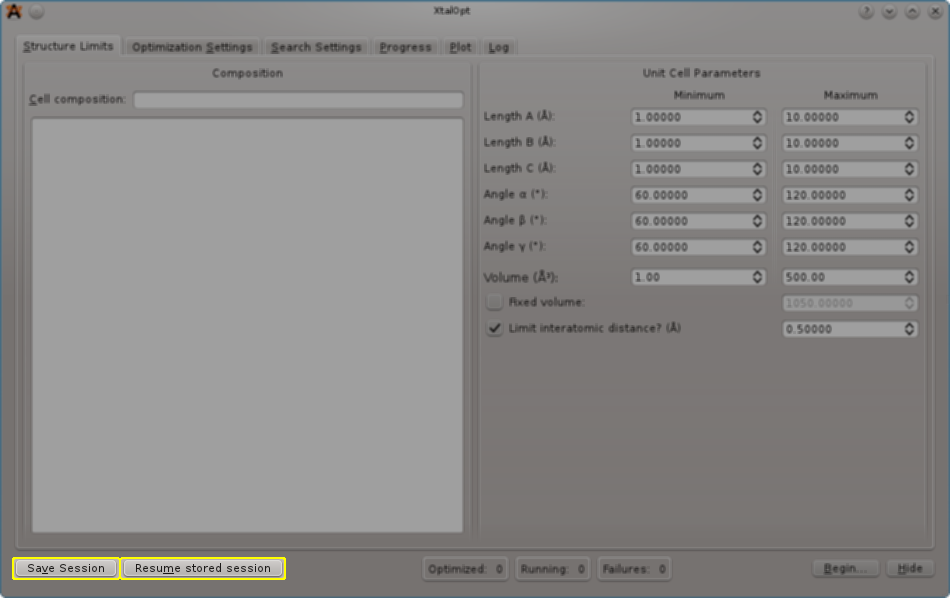 XtalOpt
Structure Limits Optimization Settings Search Settings Progress Plot Log
Composition
Cell composition:
Unit Cell Parameters
Minimum Maximum
Length A (Å): 1.00000 10.00000
Length B (Å): 1.00000 10.00000
Length C (Å): 1.00000 10.00000
Angle α (°): 60.00000 120.00000
Angle β (°): 60.00000 120.00000
Angle γ (°): 60.00000 120.00000
Volume (Å³): 1.00 500.00
Fixed volume: 1050.00000
Limit interatomic distance? (Å) 0.50000
Save Session Resume stored session Optimized: 0 Running: 0 Failures: 0 Begin... Hide